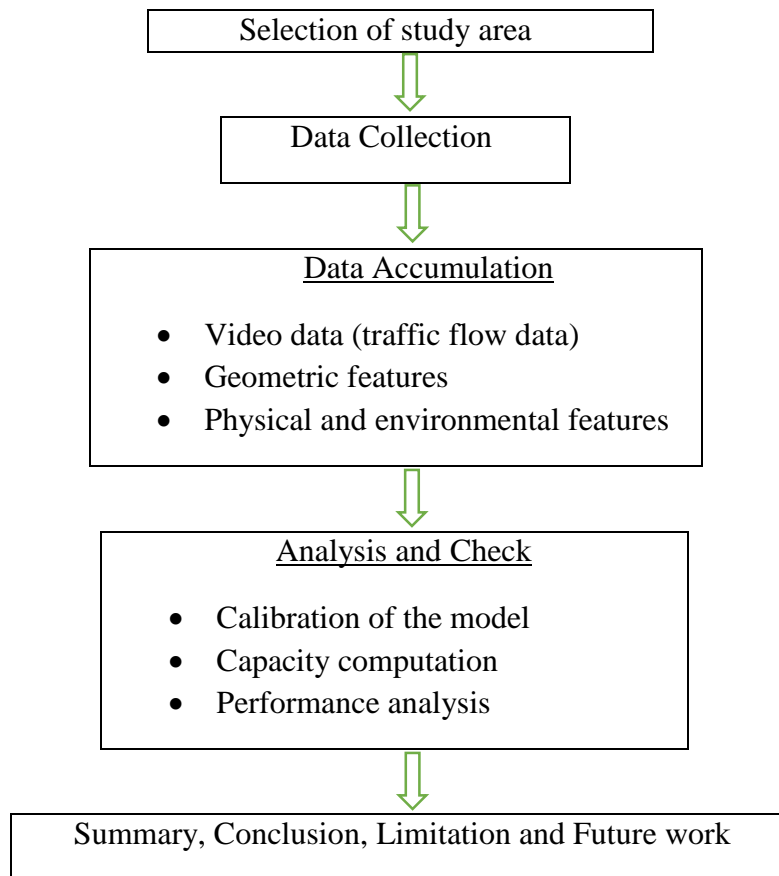 Selection of study area
Data Collection
Data Accumulation
• Video data (traffic flow data)
• Geometric features
• Physical and environmental features
Analysis and Check
• Calibration of the model
• Capacity computation
• Performance analysis
Summary, Conclusion, Limitation and Future work